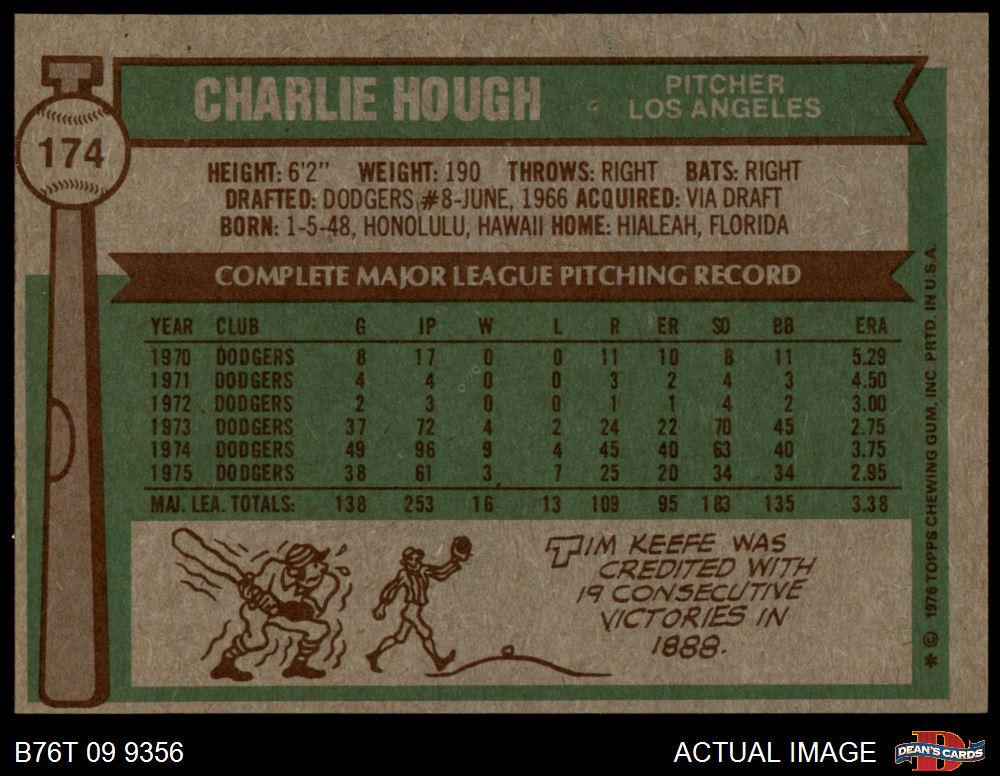 174
CHARLIE HOUGH
PITCHER
LOS ANGELES
HEIGHT: 6'2" WEIGHT: 190 THROWS: RIGHT BATS: RIGHT
DRAFTED: DODGERS #8-JUNE, 1966 ACQUIRED: VIA DRAFT
BORN: 1-5-48, HONOLULU, HAWAII HOME: HIALEAH, FLORIDA
COMPLETE MAJOR LEAGUE PITCHING RECORD
YEAR CLUB G IP W L R ER SO BB ERA
1970 DODGERS 8 17 0 0 11 10 8 11 5.29
1971 DODGERS 4 4 0 0 3 2 4 3 4.50
1972 DODGERS 2 3 0 0 1 1 4 2 3.00
1973 DODGERS 37 72 4 2 24 22 70 45 2.75
1974 DODGERS 49 96 9 4 45 40 63 40 3.75
1975 DODGERS 38 61 3 7 25 20 34 34 2.95
MAJ. LEA. TOTALS: 138 253 16 13 109 95 183 135 3.38
TIM KEEFE WAS
CREDITED WITH
19 CONSECUTIVE
VICTORIES IN
1888.
* © 1976 TOPPS CHEWING GUM, INC. PRTD. IN U.S.A.
B76T 09 9356
ACTUAL IMAGE
D
DEAN'S CARDS